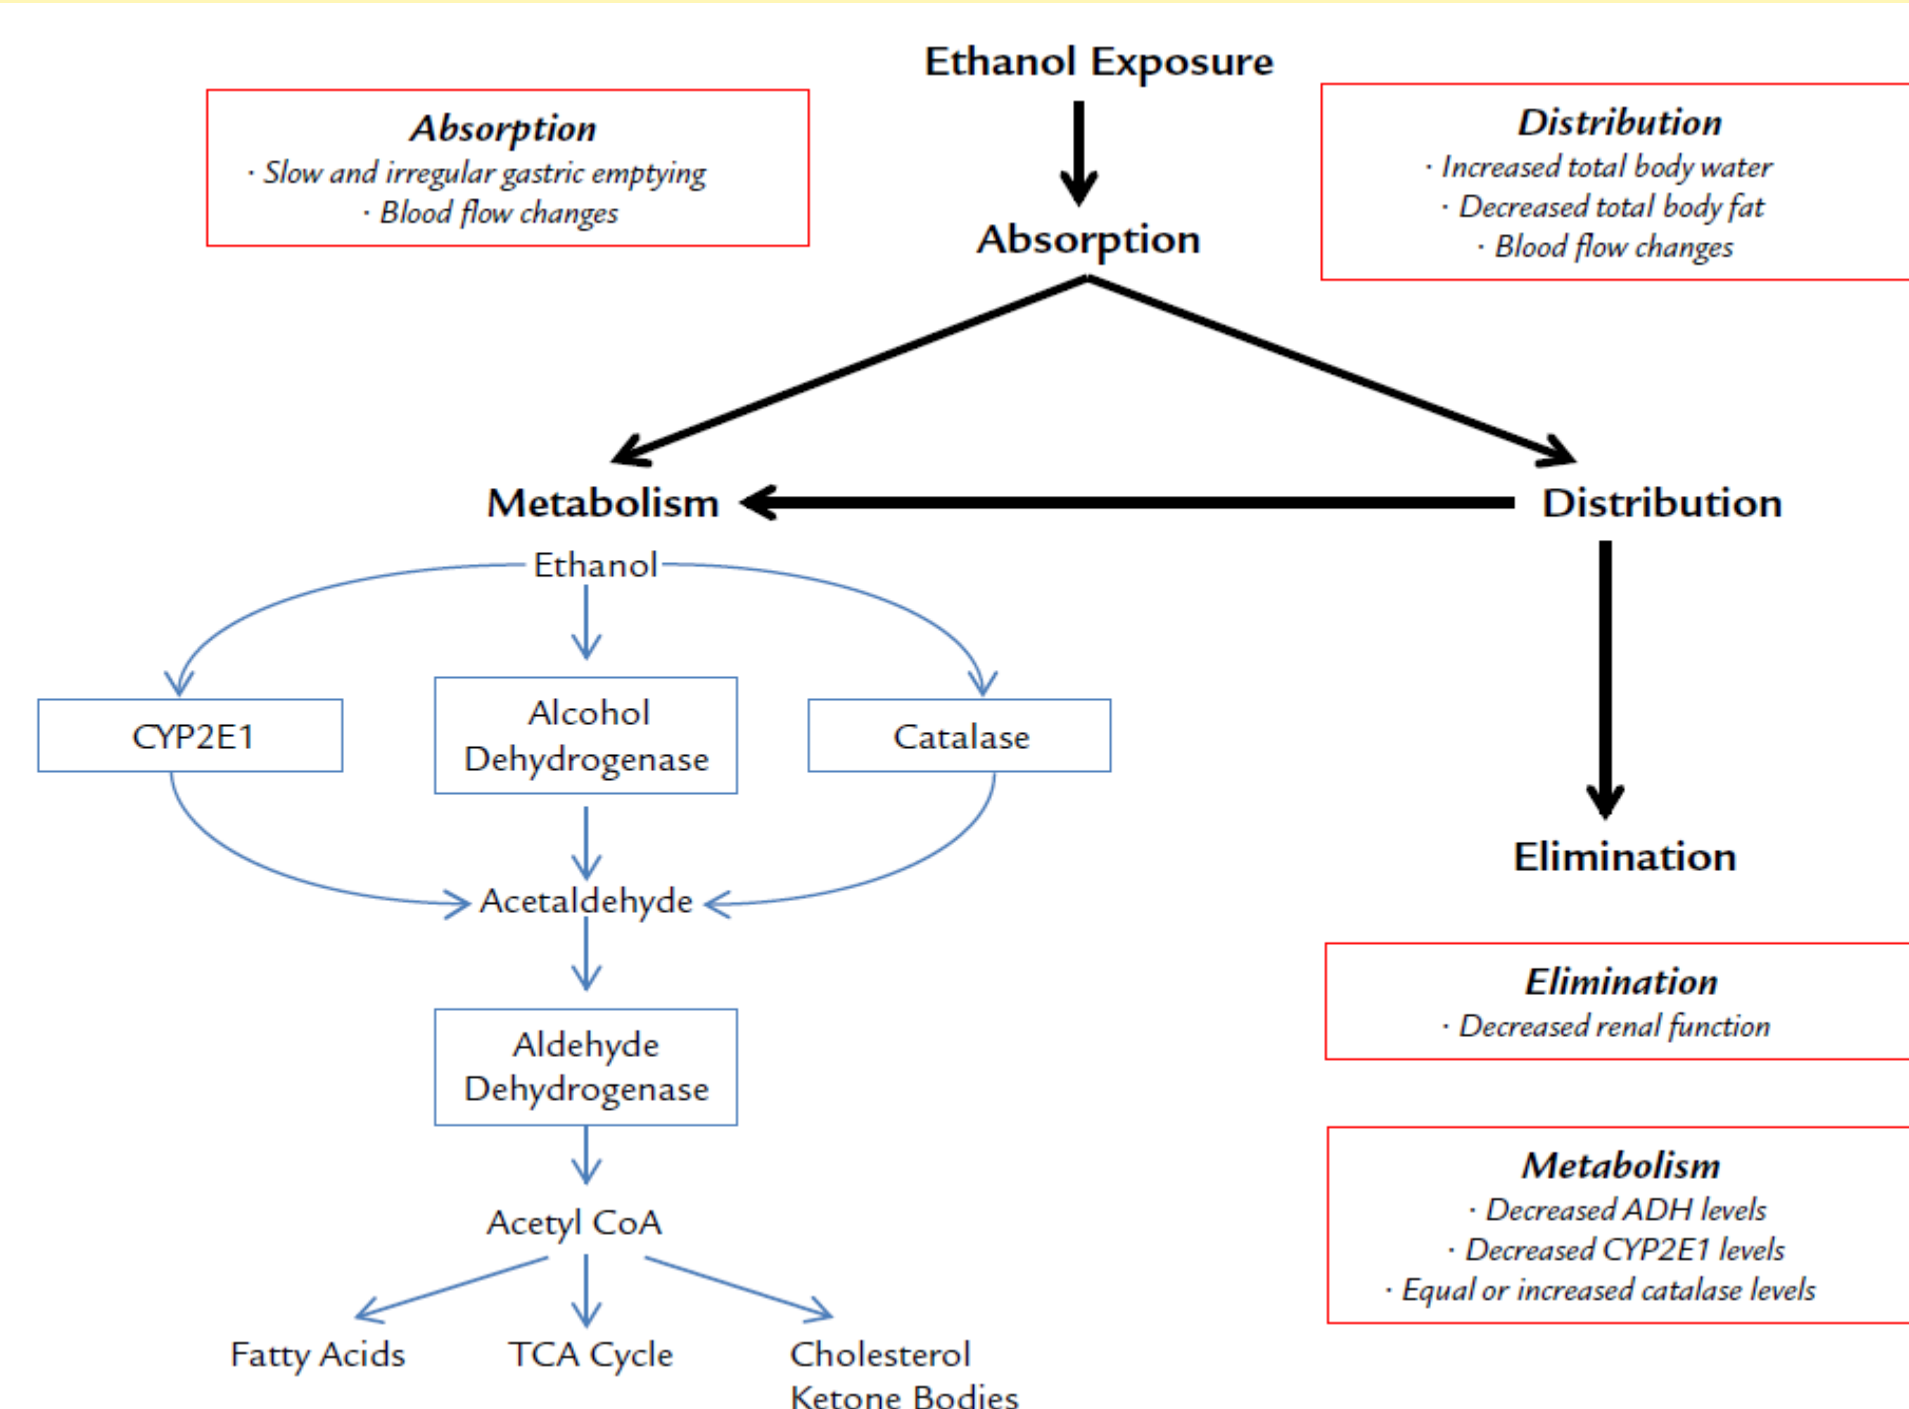 Ethanol Exposure
Absorption
· Slow and irregular gastric emptying
· Blood flow changes
Distribution
· Increased total body water
· Decreased total body fat
· Blood flow changes
Absorption
Metabolism
Distribution
Ethanol
CYP2E1
Alcohol
Dehydrogenase
Catalase
Acetaldehyde
Elimination
Aldehyde
Dehydrogenase
Elimination
· Decreased renal function
Acetyl CoA
Metabolism
· Decreased ADH levels
· Decreased CYP2E1 levels
· Equal or increased catalase levels
Fatty Acids
TCA Cycle
Cholesterol
Ketone Bodies